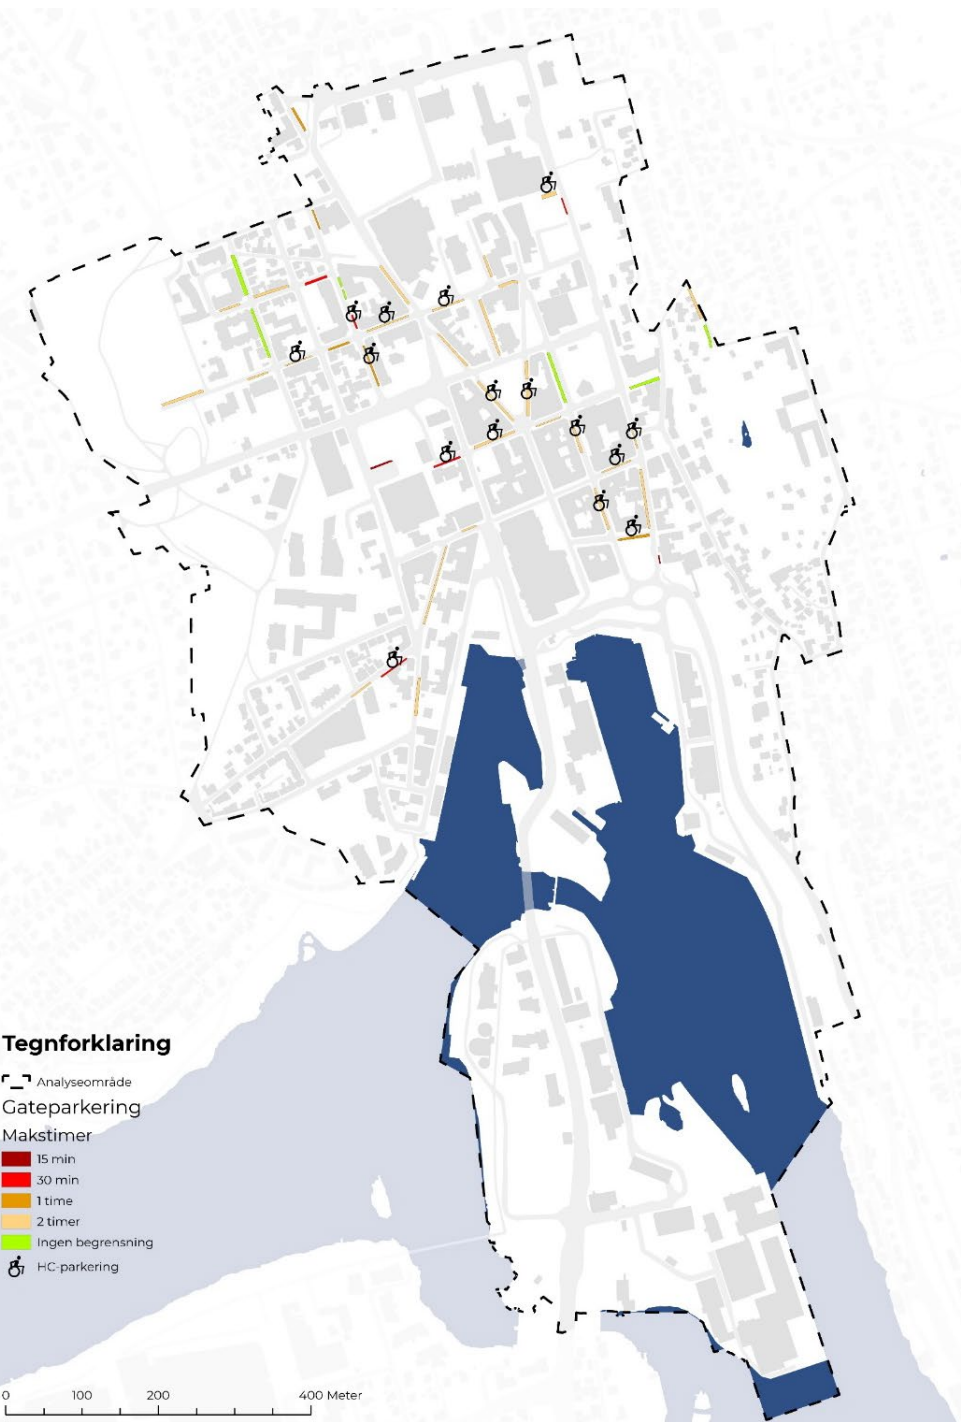 Tegnforklaring
Analyseområde
Gateparkering
Makstimer
15 min
30 min
1 time
2 timer
Ingen begrensning
HC-parkering
0 100 200 400 Meter